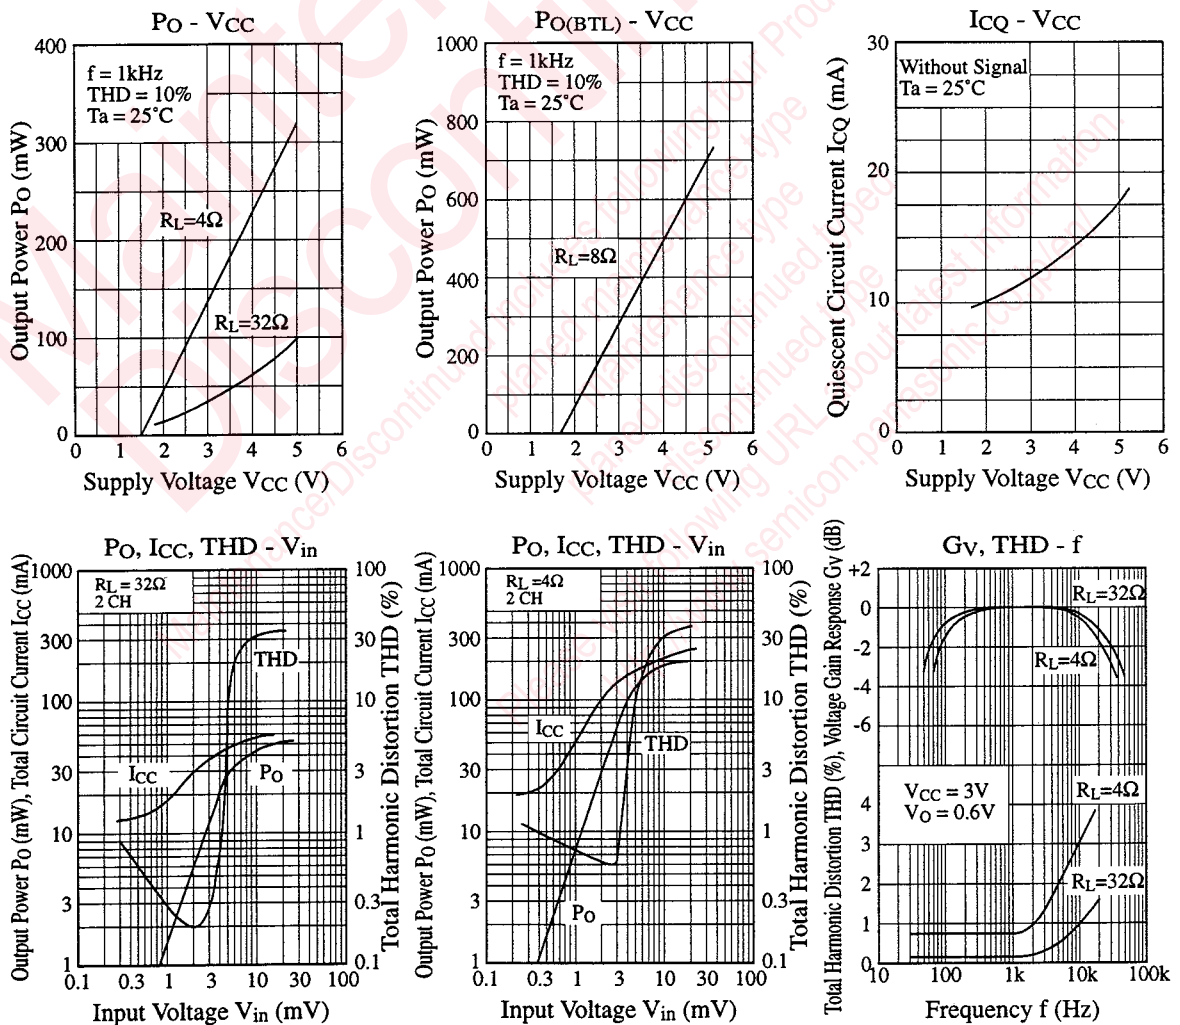 PO - VCC
400
300
200
100
0
Output Power PO (mW)
f = 1kHz
THD = 10%
Ta = 25°C
RL=4Ω
RL=32Ω
0 1 2 3 4 5 6
Supply Voltage VCC (V)
PO(BTL) - VCC
1000
800
600
400
200
0
Output Power PO (mW)
f = 1kHz
THD = 10%
Ta = 25°C
RL=8Ω
0 1 2 3 4 5 6
Supply Voltage VCC (V)
ICQ - VCC
30
20
10
0
Quiescent Circuit Current ICQ (mA)
Without Signal
Ta = 25°C
0 1 2 3 4 5 6
Supply Voltage VCC (V)
PO, ICC, THD - Vin
1000
300
100
30
10
3
1
Output Power PO (mW), Total Circuit Current ICC (mA)
RL = 32Ω
2 CH
THD
ICC
PO
100
30
10
3
1
0.3
0.1
Total Harmonic Distortion THD (%)
0.1 0.3 1 3 10 30 100
Input Voltage Vin (mV)
PO, ICC, THD - Vin
1000
300
100
30
10
3
1
Output Power PO (mW), Total Circuit Current ICC (mA)
RL=4Ω
2 CH
ICC
THD
PO
100
30
10
3
1
0.3
0.1
Total Harmonic Distortion THD (%)
0.1 0.3 1 3 10 30 100
Input Voltage Vin (mV)
GV, THD - f
+2
0
-2
-4
-6
4
3
2
1
0
Total Harmonic Distortion THD (%), Voltage Gain Response GV (dB)
RL=32Ω
RL=4Ω
VCC = 3V
VO = 0.6V
RL=4Ω
RL=32Ω
10 100 1k 10k 100k
Frequency f (Hz)